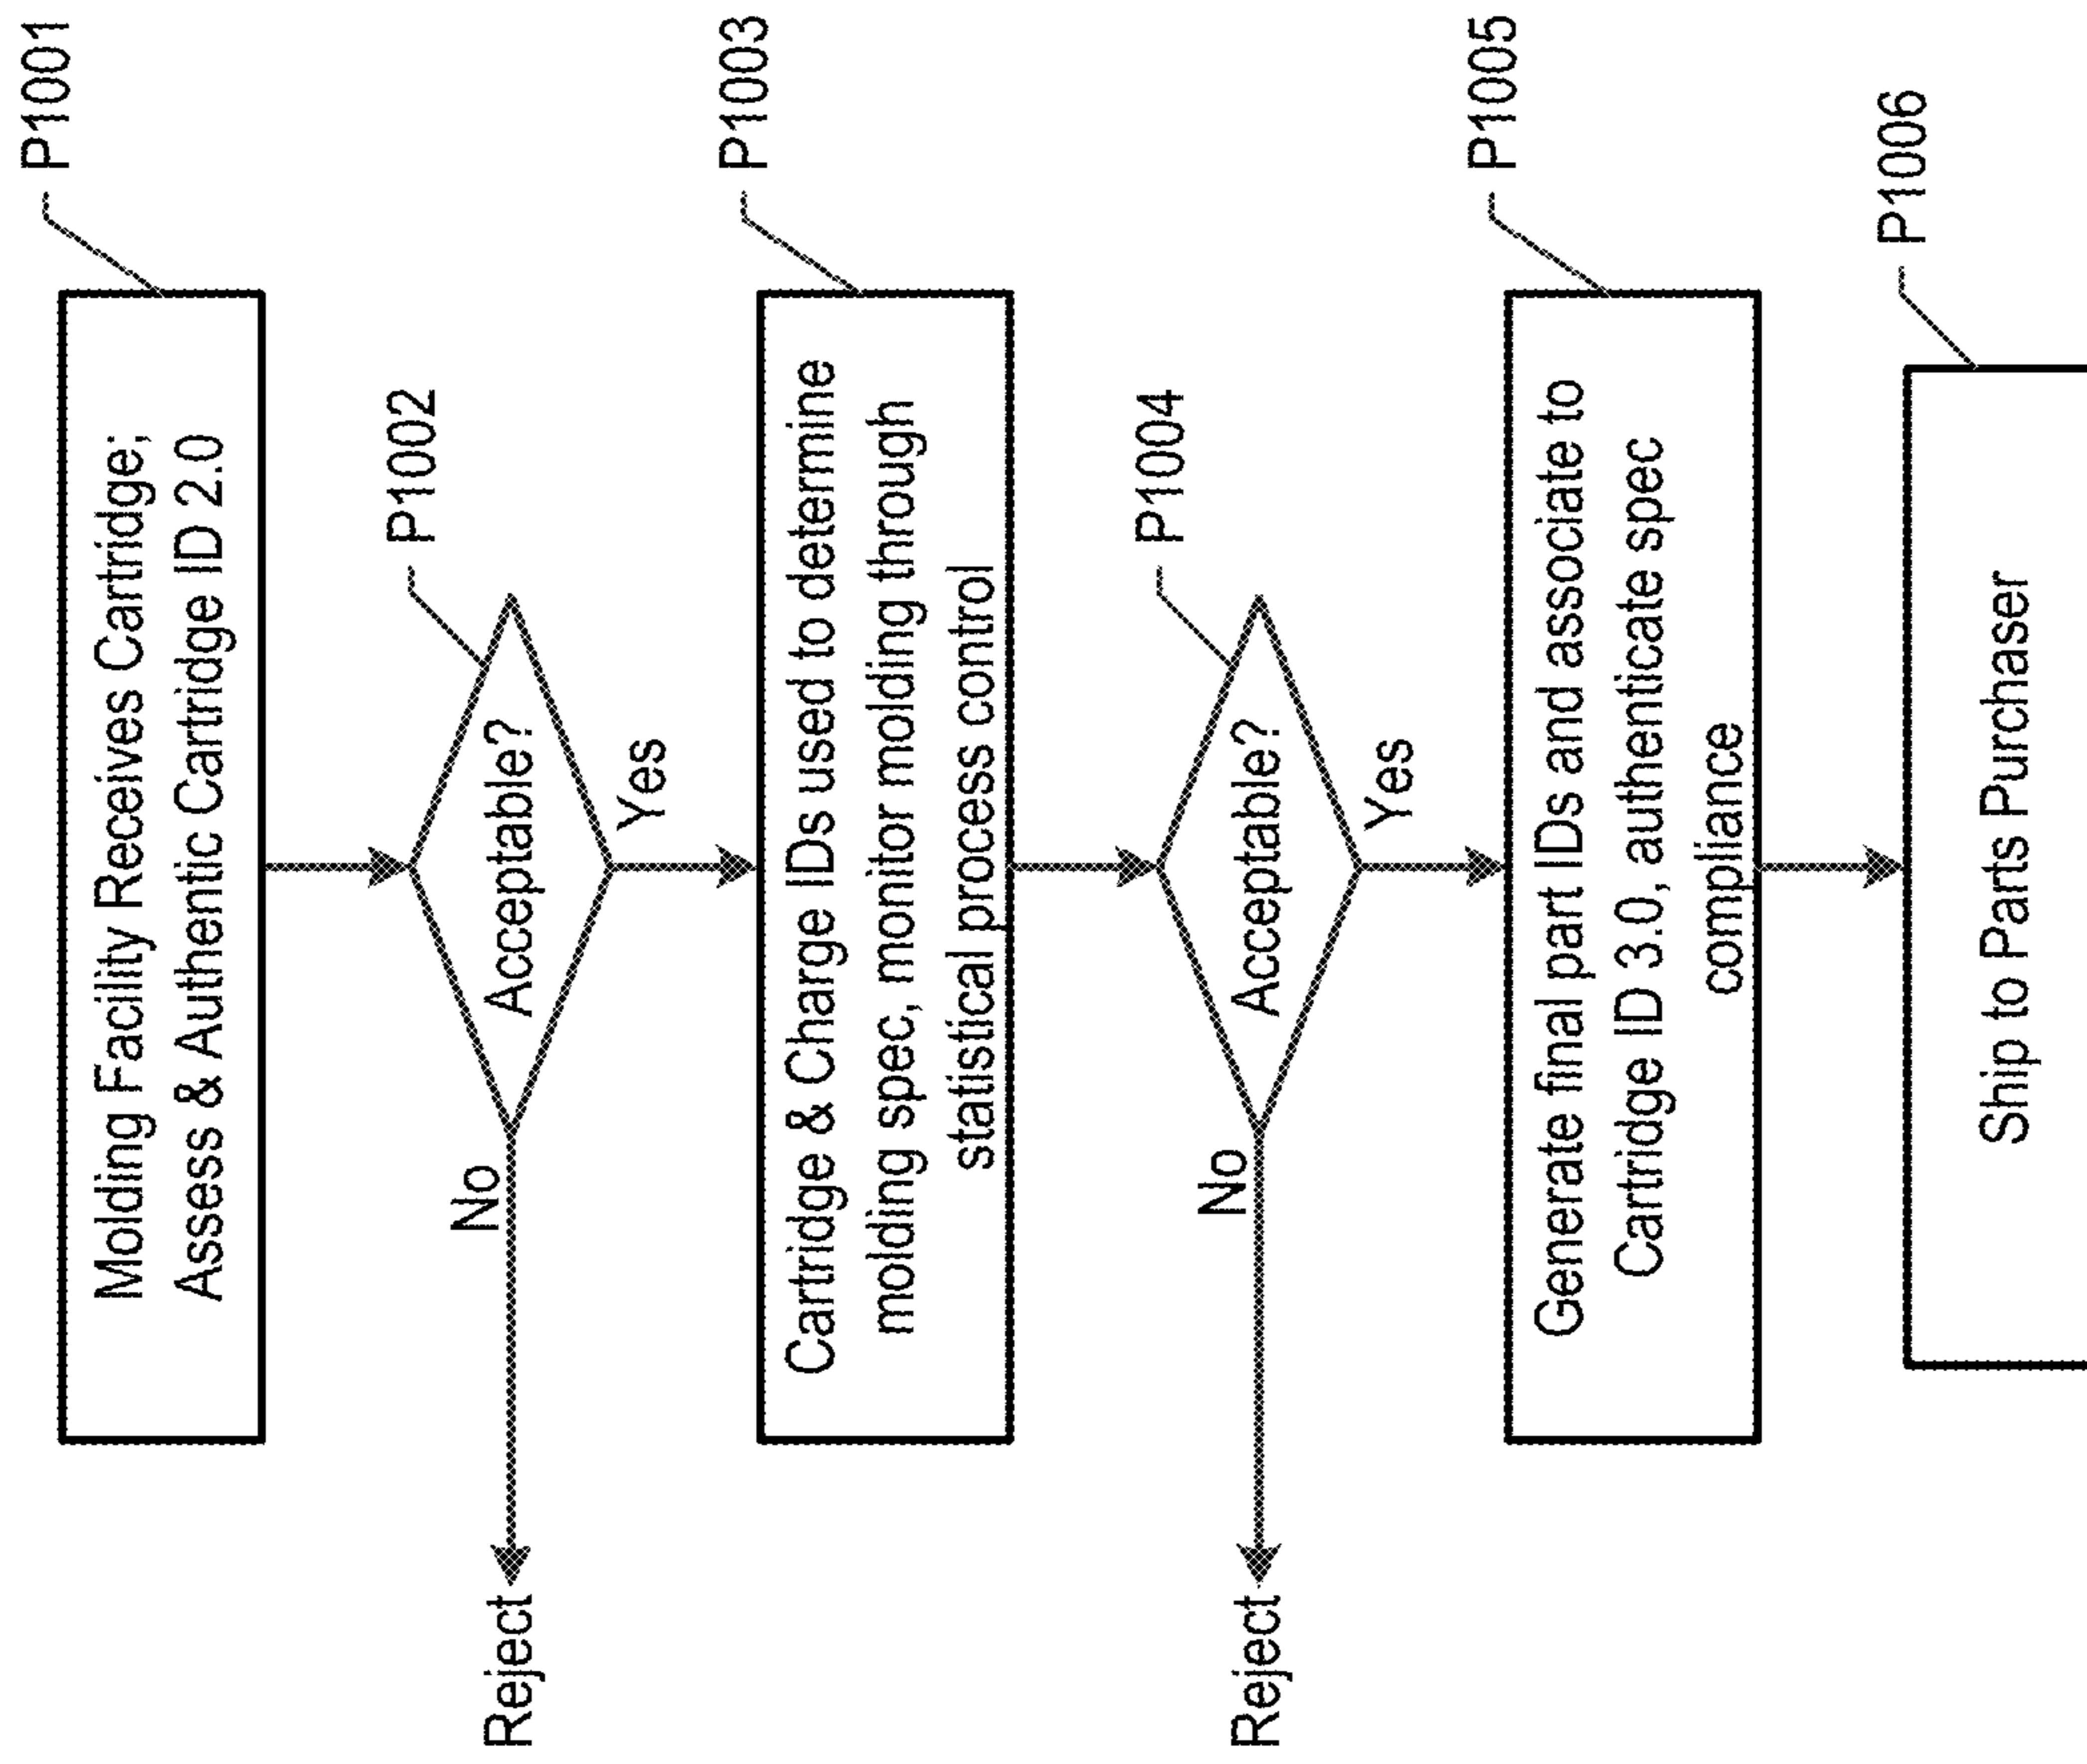 P1001
Molding Facility Receives Cartridge;
Assess & Authentic Cartridge ID 2.0
P1002
Acceptable?
No
Reject
Yes
P1003
Cartridge & Charge IDs used to determine
molding spec, monitor molding through
statistical process control
P1004
Acceptable?
No
Reject
Yes
P1005
Generate final part IDs and associate to
Cartridge ID 3.0, authenticate spec
compliance
P1006
Ship to Parts Purchaser